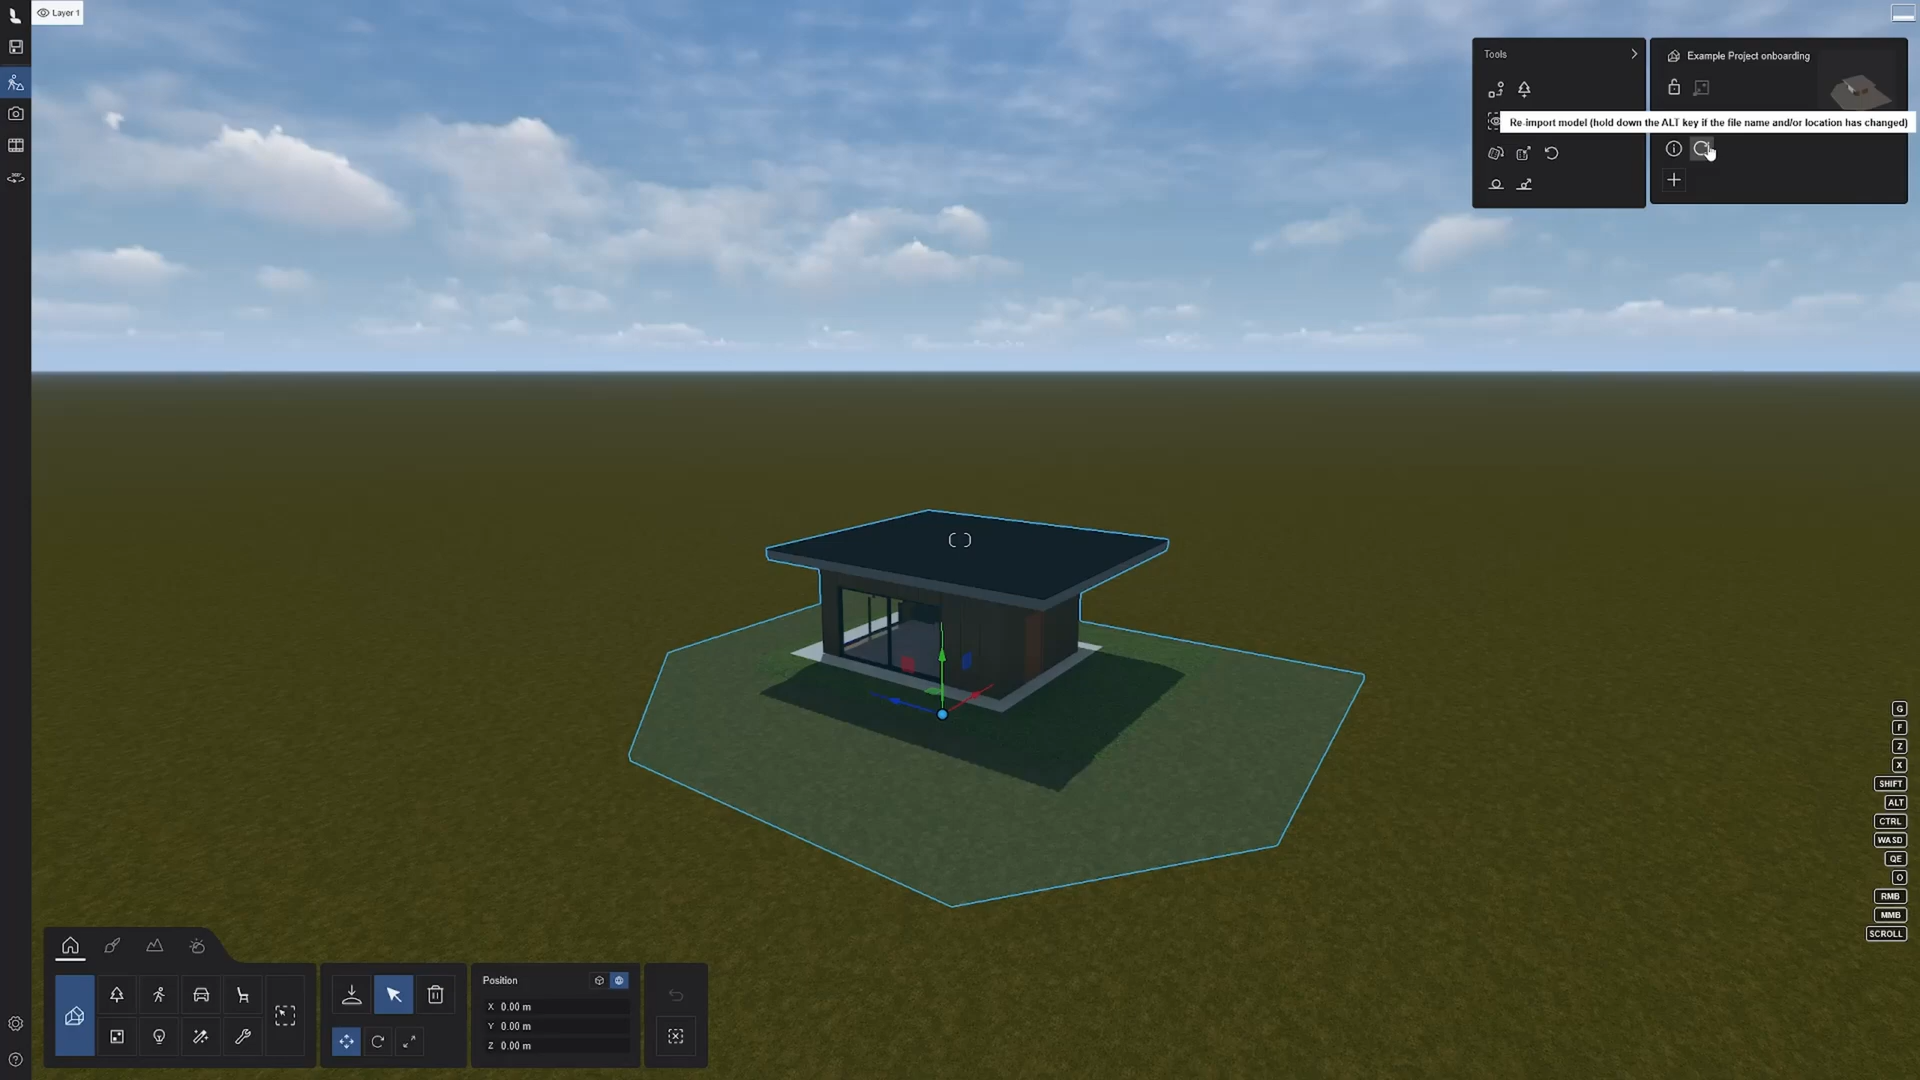 Layer 1
Tools
Example Project onboarding
Re-import model (hold down the ALT key if the file name and/or location has changed)
G
F
Z
X
SHIFT
ALT
CTRL
WASD
QE
O
RMB
MMB
SCROLL
Position
X 0.00 m
Y 0.00 m
Z 0.00 m